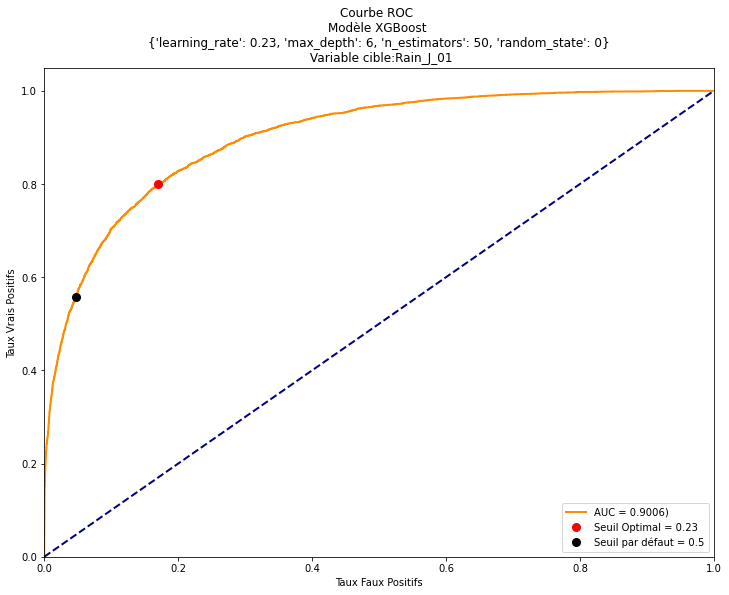 Courbe ROC
Modèle XGBoost
{'learning_rate': 0.23, 'max_depth': 6, 'n_estimators': 50, 'random_state': 0}
Variable cible:Rain_J_01
Taux Vrais Positifs
1.0
0.8
0.6
0.4
0.2
0.0
0.0 0.2 0.4 0.6 0.8 1.0
Taux Faux Positifs
AUC = 0.9006)
Seuil Optimal = 0.23
Seuil par défaut = 0.5